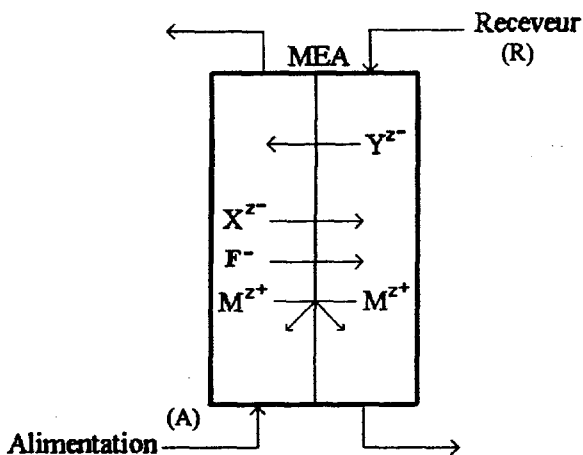 Receveur
(R)
MEA
Y^{z-}
X^{z-}
F^-
M^{z+} M^{z+}
(A)
Alimentation